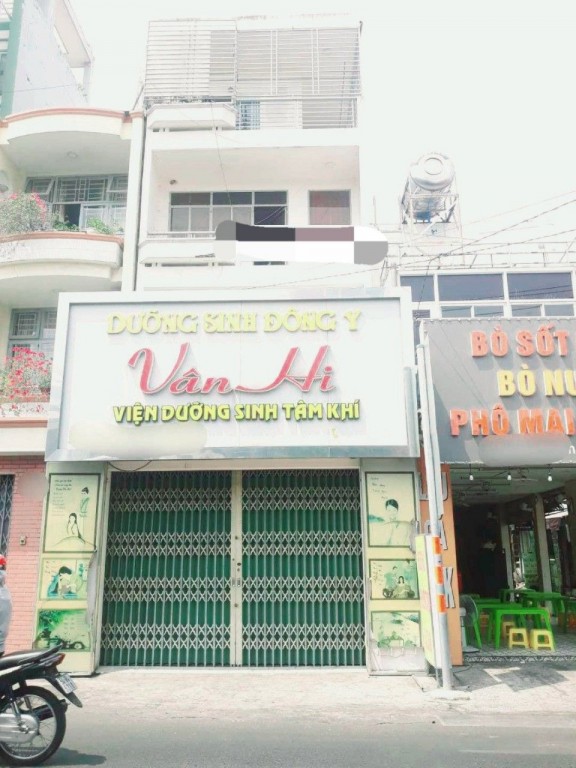 DƯỠNG SINH ĐÔNG Y
Vân Hi
VIỆN DƯỠNG SINH TÂM KHÍ
BÒ SỐT
BÒ NƯ
PHÔ MAI